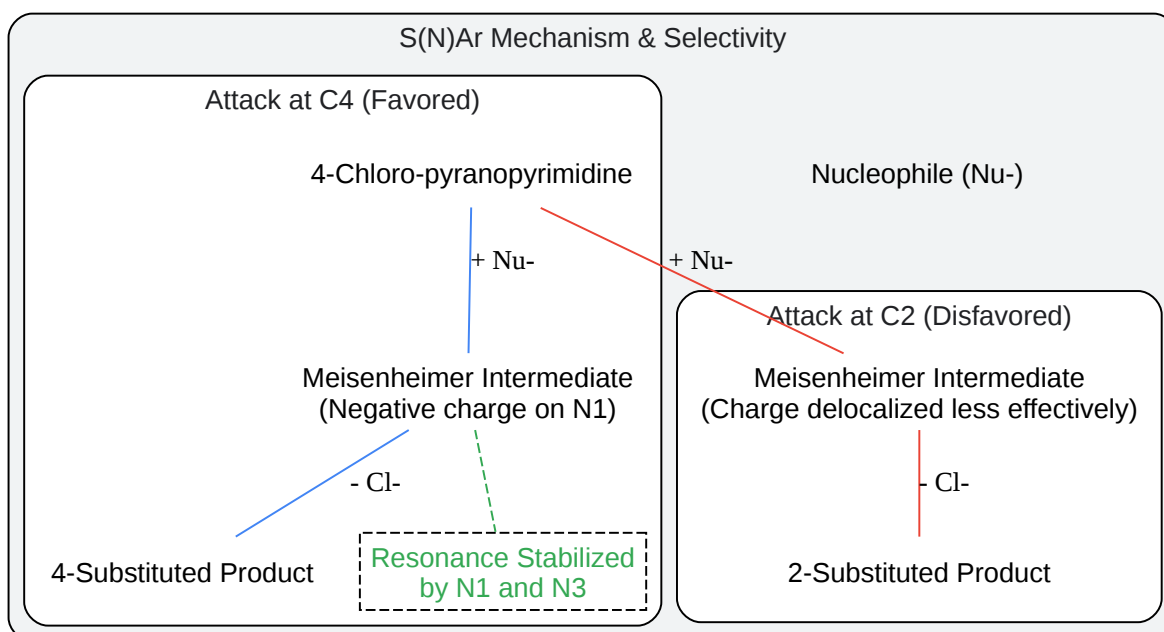 S(N)Ar Mechanism & Selectivity
Attack at C4 (Favored)
4-Chloro-pyranopyrimidine
Nucleophile (Nu-)
+ Nu-
+ Nu-
Attack at C2 (Disfavored)
Meisenheimer Intermediate
(Negative charge on N1)
Meisenheimer Intermediate
(Charge delocalized less effectively)
- Cl-
- Cl-
4-Substituted Product
Resonance Stabilized
by N1 and N3
2-Substituted Product